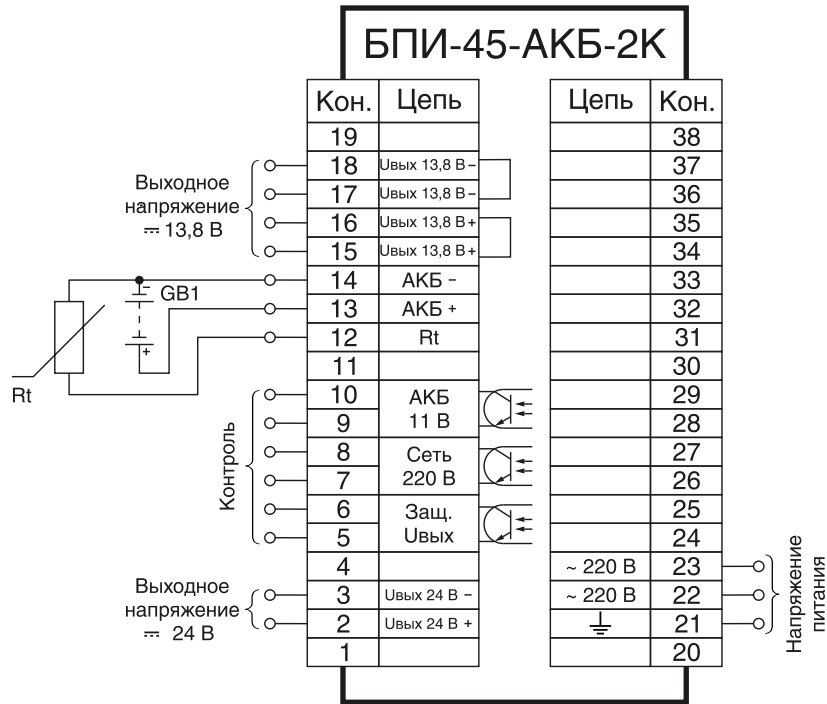 БПИ-45-АКБ-2К
Кон. Цепь
19
18 Uвых 13,8 В –
17 Uвых 13,8 В –
16 Uвых 13,8 В +
15 Uвых 13,8 В +
14 АКБ –
13 АКБ +
12 Rt
11
10 АКБ
9 11 В
8 Сеть
7 220 В
6 Защ.
5 Uвых
4
3 Uвых 24 В –
2 Uвых 24 В +
1
Выходное
напряжение
⎓ 13,8 В
– GB1
+
Rt
Контроль
Выходное
напряжение
⎓ 24 В
Цепь Кон.
38
37
36
35
34
33
32
31
30
29
28
27
26
25
24
~ 220 В 23
~ 220 В 22
21
20
Напряжение
питания